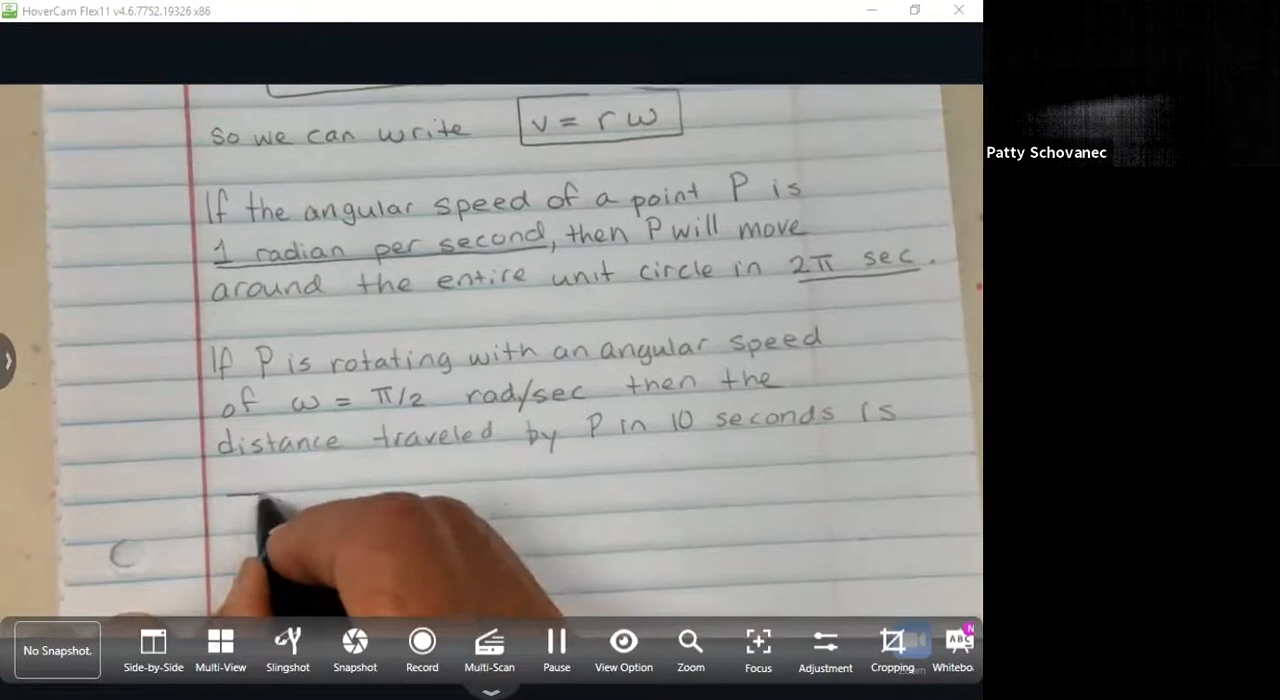 HoverCam Flex11 v4.6.7752.19326 x86
Patty Schovanec
so we can write v = r ω
If the angular speed of a point P is
1 radian per second, then P will move
around the entire unit circle in 2π sec.
If P is rotating with an angular speed
of ω = π/2 rad/sec then the
distance traveled by P in 10 seconds is
No Snapshot.
Side-by-Side
Multi-View
Slingshot
Snapshot
Record
Multi-Scan
Pause
View Option
Zoom
Focus
Adjustment
Cropping
ABC
N
Whiteboa